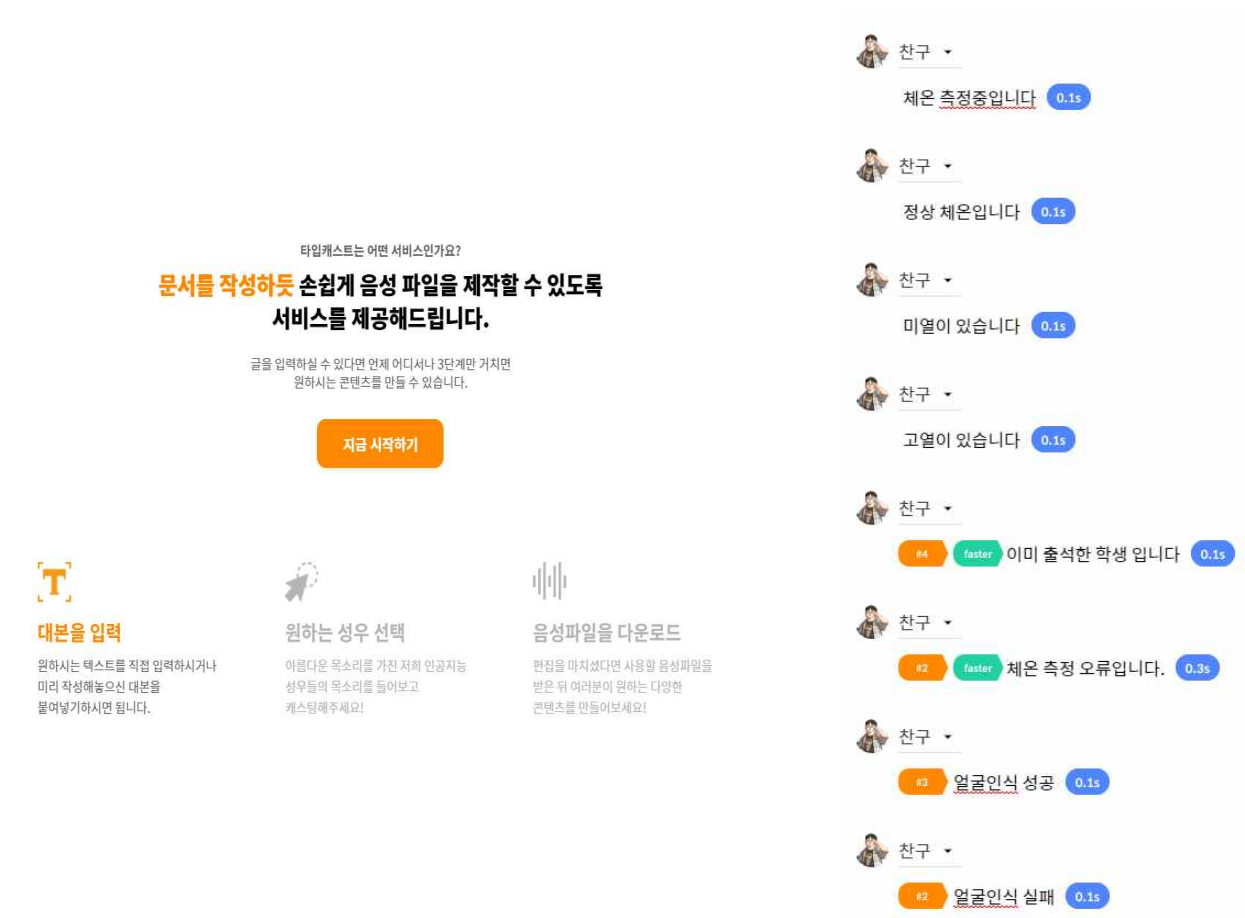 타입캐스트는 어떤 서비스인가요?
문서를 작성하듯 손쉽게 음성 파일을 제작할 수 있도록
서비스를 제공해드립니다.
글을 입력하실 수 있다면 언제 어디서나 3단계만 거치면
원하시는 콘텐츠를 만들 수 있습니다.
지금 시작하기
T
대본을 입력
원하시는 텍스트를 직접 입력하시거나
미리 작성해놓으신 대본을
붙여넣기하시면 됩니다.
원하는 성우 선택
아름다운 목소리를 가진 저희 인공지능
성우들의 목소리를 들어보고
캐스팅해주세요!
음성파일을 다운로드
편집을 마치셨다면 사용할 음성파일을
받은 뒤 여러분이 원하는 다양한
콘텐츠를 만들어보세요!
찬구
체온 측정중입니다 0.1s
찬구
정상 체온입니다 0.1s
찬구
미열이 있습니다 0.1s
찬구
고열이 있습니다 0.1s
찬구
#4 faster 이미 출석한 학생 입니다 0.1s
찬구
#2 faster 체온 측정 오류입니다. 0.3s
찬구
#3 얼굴인식 성공 0.1s
찬구
#2 얼굴인식 실패 0.1s